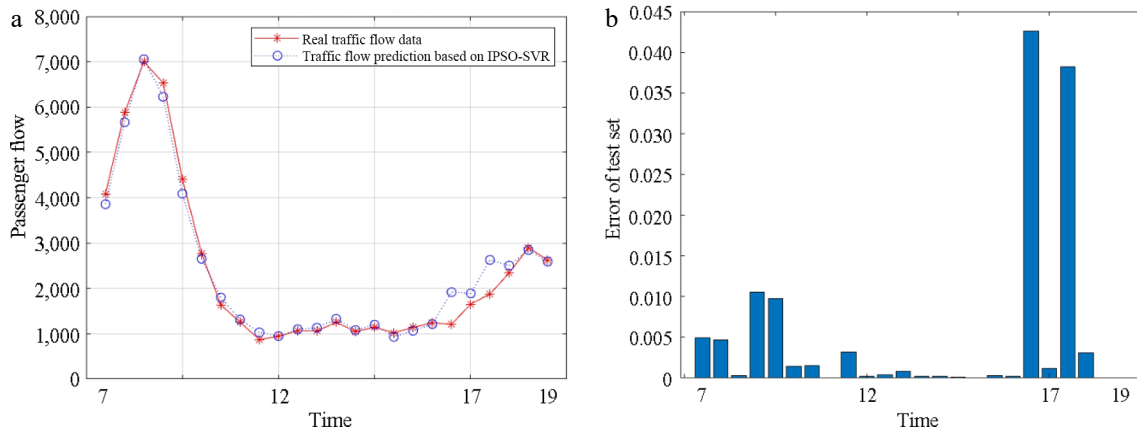 a
8,000
7,000
6,000
5,000
4,000
3,000
2,000
1,000
0
Passenger flow
Real traffic flow data
Traffic flow prediction based on IPSO-SVR
7 12 17 19
Time
b
0.045
0.040
0.035
0.030
0.025
0.020
0.015
0.010
0.005
0
Error of test set
7 12 17 19
Time